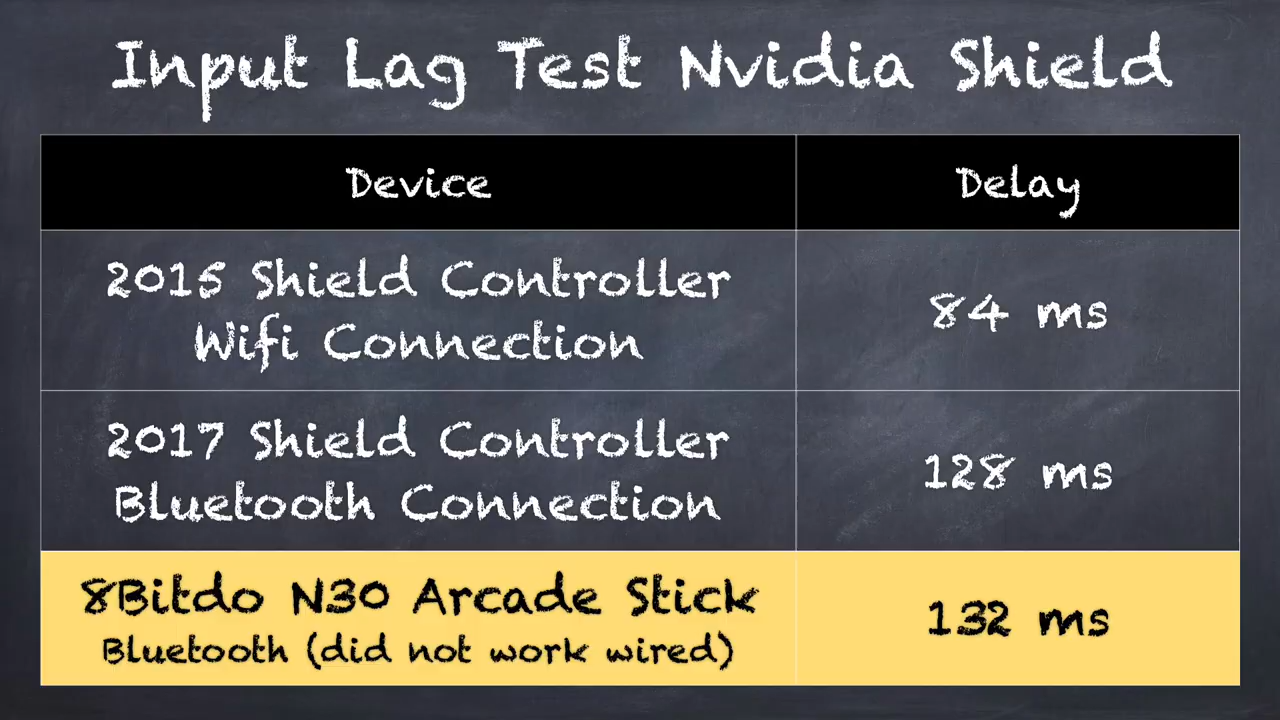 Input Lag Test Nvidia Shield
Device
Delay
2015 Shield Controller
Wifi Connection
84 ms
2017 Shield Controller
Bluetooth Connection
128 ms
8Bitdo N30 Arcade Stick
Bluetooth (did not work wired)
132 ms